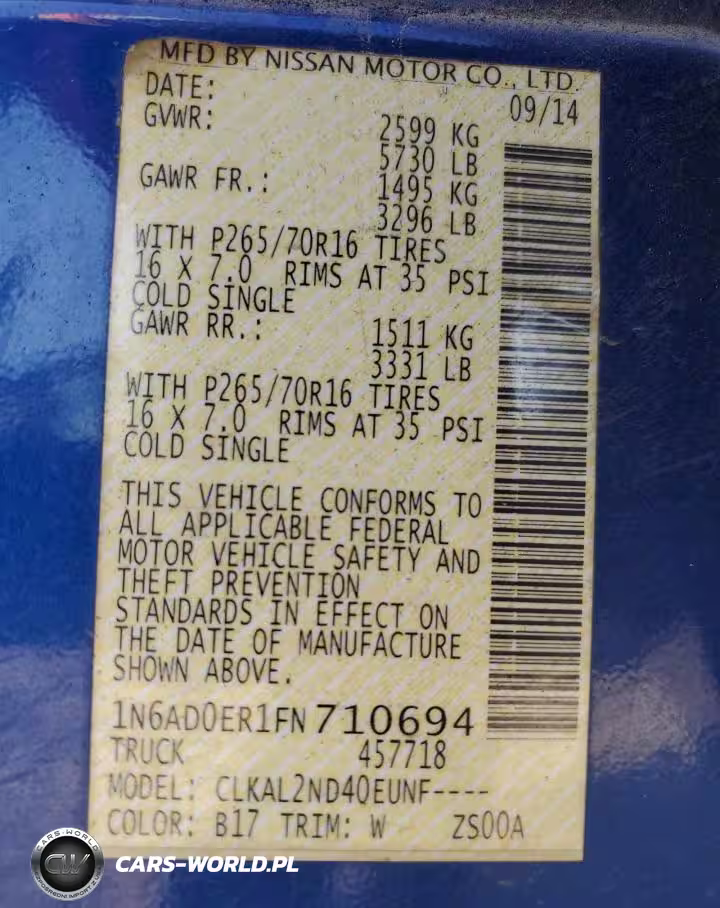 MFD BY NISSAN MOTOR CO., LTD.
DATE: 09/14
GVWR: 2599 KG
5730 LB
GAWR FR.: 1495 KG
3296 LB
WITH P265/70R16 TIRES
16 X 7.0 RIMS AT 35 PSI
COLD SINGLE
GAWR RR.: 1511 KG
3331 LB
WITH P265/70R16 TIRES
16 X 7.0 RIMS AT 35 PSI
COLD SINGLE
THIS VEHICLE CONFORMS TO
ALL APPLICABLE FEDERAL
MOTOR VEHICLE SAFETY AND
THEFT PREVENTION
STANDARDS IN EFFECT ON
THE DATE OF MANUFACTURE
SHOWN ABOVE.
1N6AD0ER1FN710694
TRUCK 457718
MODEL: CLKAL2ND40EUNF----
COLOR: B17 TRIM: W ZS00A
CARS-WORLD
CW
CARS-WORLD.PL